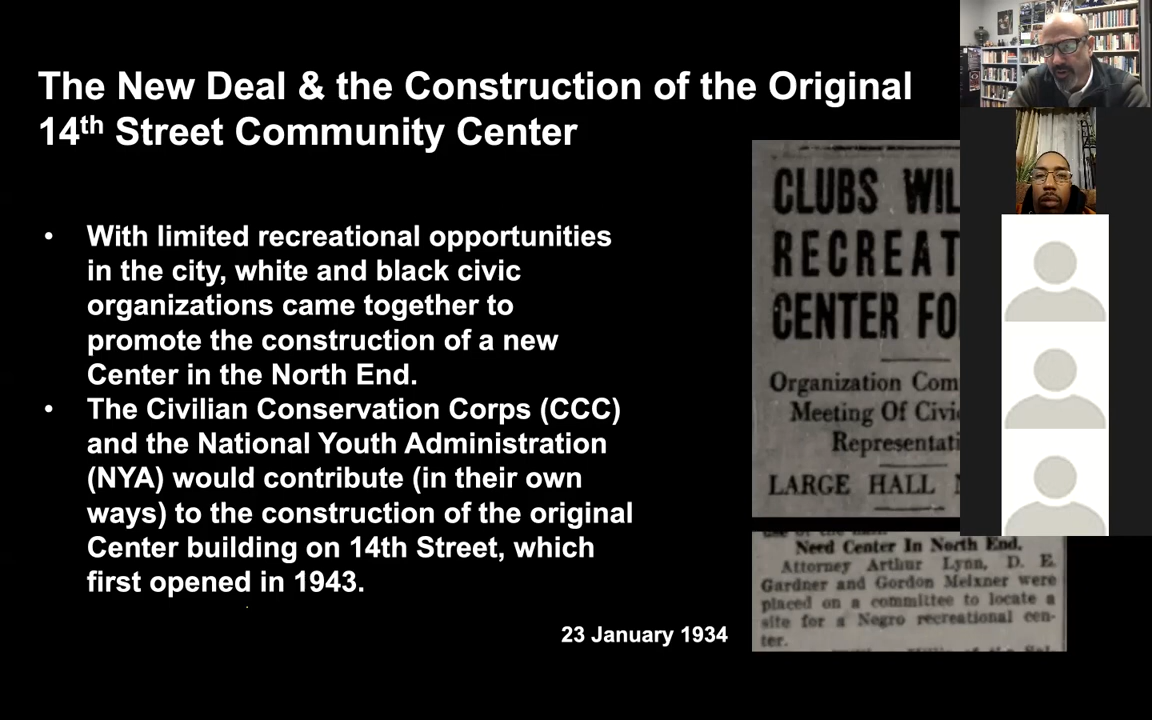 The New Deal & the Construction of the Original
14th Street Community Center
• With limited recreational opportunities
in the city, white and black civic
organizations came together to
promote the construction of a new
Center in the North End.
• The Civilian Conservation Corps (CCC)
and the National Youth Administration
(NYA) would contribute (in their own
ways) to the construction of the original
Center building on 14th Street, which
first opened in 1943.
23 January 1934
CLUBS WIL
RECREAT
CENTER FO
Organization Com
Meeting Of Civi
Representati
LARGE HALL
Need Center In North End.
Attorney Arthur Lynn, D. E.
Gardner and Gordon Meixner were
placed on a committee to locate a
site for a Negro recreational cen-
ter.